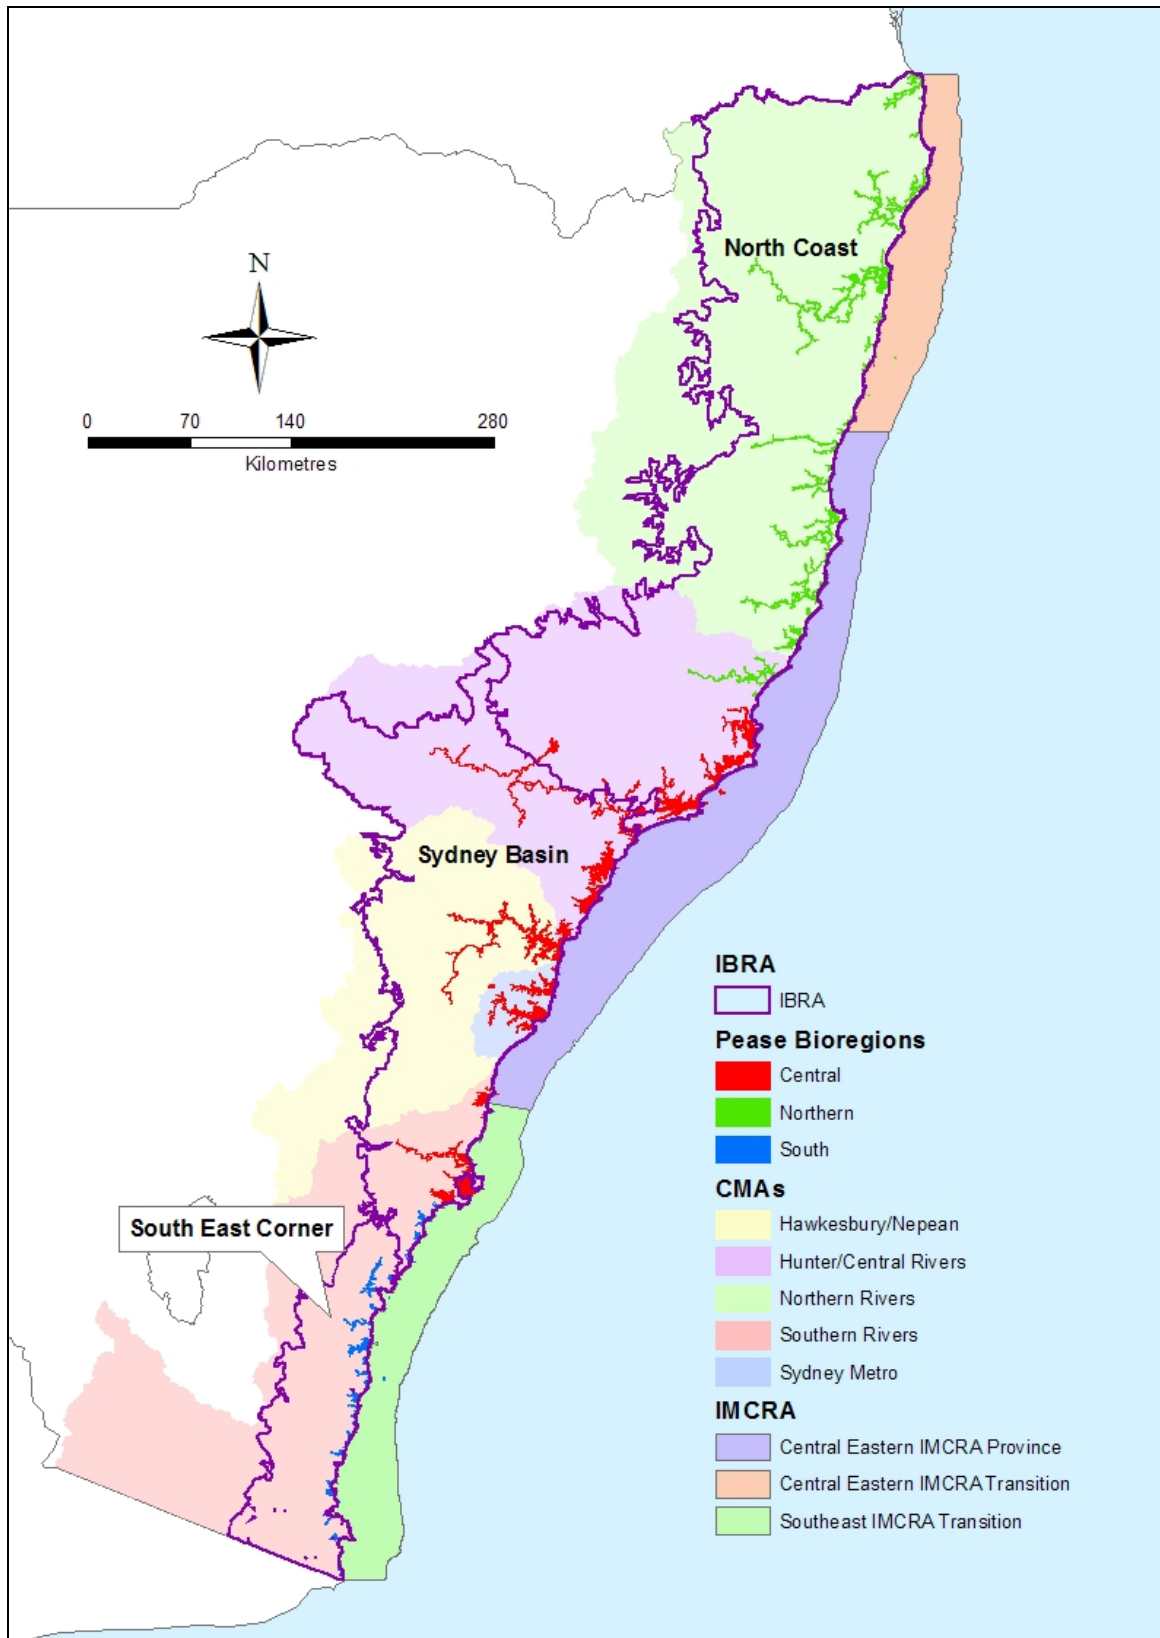 North Coast
N
0 70 140 280
Kilometres
Sydney Basin
South East Corner
IBRA
IBRA
Pease Bioregions
Central
Northern
South
CMAs
Hawkesbury/Nepean
Hunter/Central Rivers
Northern Rivers
Southern Rivers
Sydney Metro
IMCRA
Central Eastern IMCRA Province
Central Eastern IMCRA Transition
Southeast IMCRA Transition